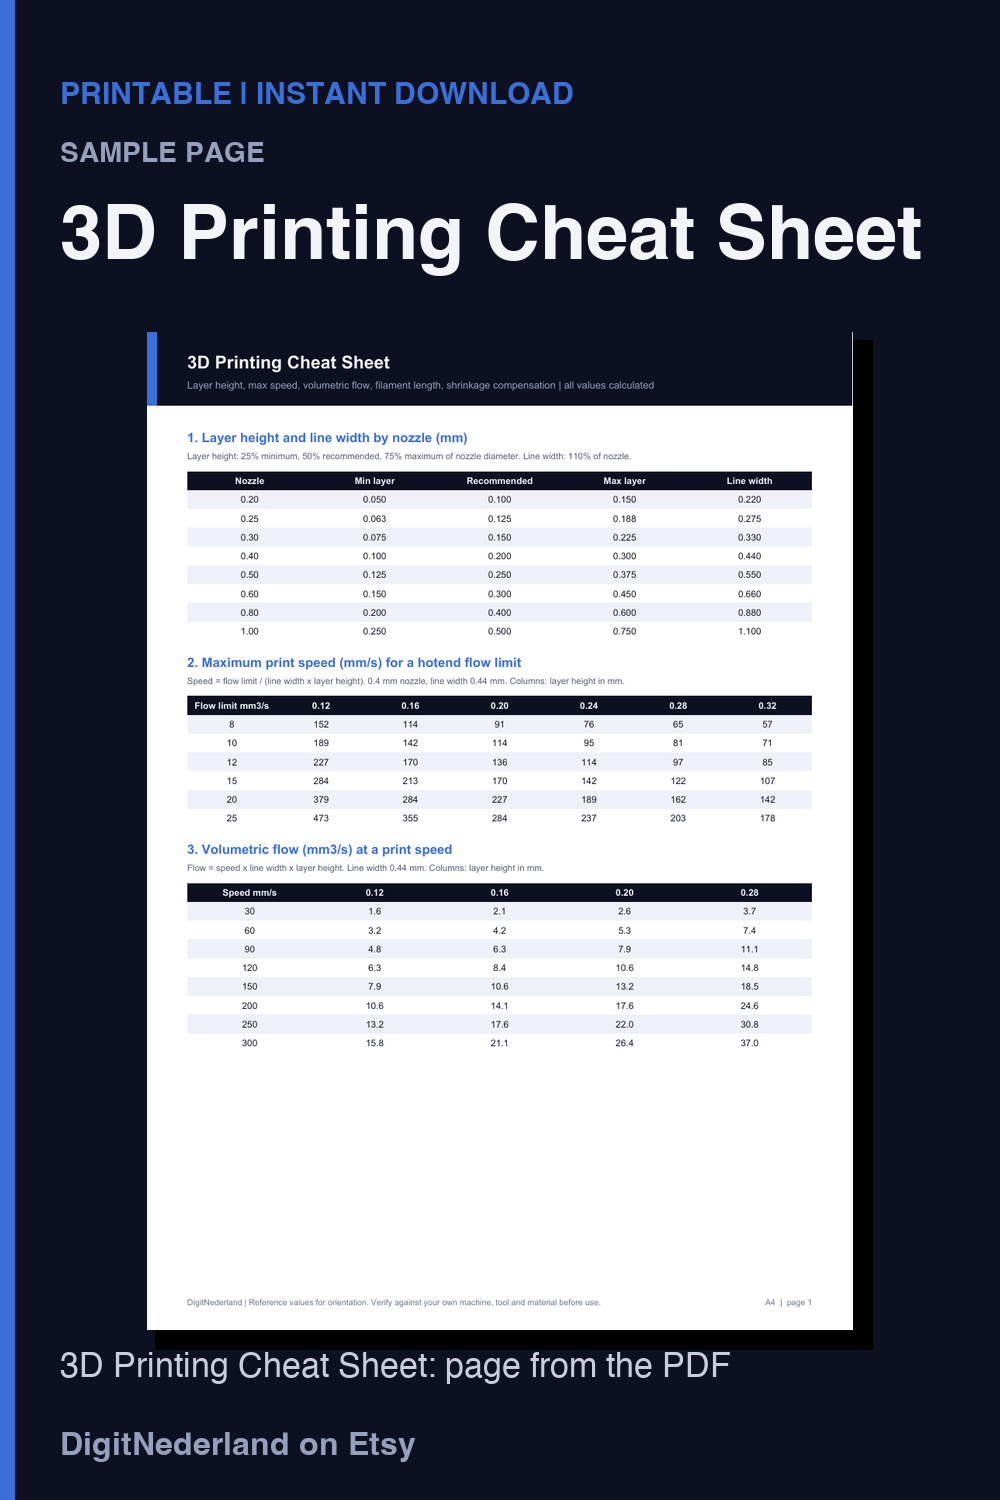 PRINTABLE | INSTANT DOWNLOAD
SAMPLE PAGE
3D Printing Cheat Sheet
3D Printing Cheat Sheet
Layer height, max speed, volumetric flow, filament length, shrinkage compensation | all values calculated
1. Layer height and line width by nozzle (mm)
Layer height: 25% minimum, 50% recommended, 75% maximum of nozzle diameter. Line width: 110% of nozzle.
Nozzle Min layer Recommended Max layer Line width
0.20 0.050 0.100 0.150 0.220
0.25 0.063 0.125 0.188 0.275
0.30 0.075 0.150 0.225 0.330
0.40 0.100 0.200 0.300 0.440
0.50 0.125 0.250 0.375 0.550
0.60 0.150 0.300 0.450 0.660
0.80 0.200 0.400 0.600 0.880
1.00 0.250 0.500 0.750 1.100
2. Maximum print speed (mm/s) for a hotend flow limit
Speed = flow limit / (line width x layer height). 0.4 mm nozzle, line width 0.44 mm. Columns: layer height in mm.
Flow limit mm3/s 0.12 0.16 0.20 0.24 0.28 0.32
8 152 114 91 76 65 57
10 189 142 114 95 81 71
12 227 170 136 114 97 85
15 284 213 170 142 122 107
20 379 284 227 189 162 142
25 473 355 284 237 203 178
3. Volumetric flow (mm3/s) at a print speed
Flow = speed x line width x layer height. Line width 0.44 mm. Columns: layer height in mm.
Speed mm/s 0.12 0.16 0.20 0.28
30 1.6 2.1 2.6 3.7
60 3.2 4.2 5.3 7.4
90 4.8 6.3 7.9 11.1
120 6.3 8.4 10.6 14.8
150 7.9 10.6 13.2 18.5
200 10.6 14.1 17.6 24.6
250 13.2 17.6 22.0 30.8
300 15.8 21.1 26.4 37.0
DigitNederland | Reference values for orientation. Verify against your own machine, tool and material before use. A4 | page 1
3D Printing Cheat Sheet: page from the PDF
DigitNederland on Etsy